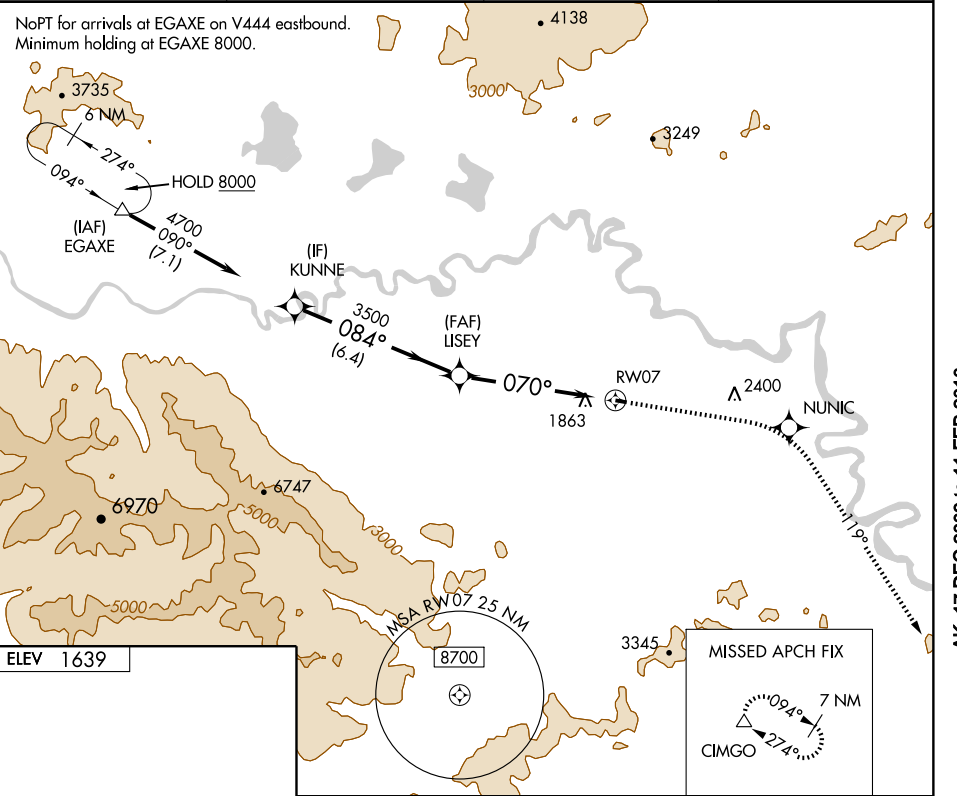 NoPT for arrivals at EGAXE on V444 eastbound.
Minimum holding at EGAXE 8000.
4138
3000
3735
6 NM
3249
274°
094°
HOLD 8000
(IAF)
EGAXE
4700
090°
(7.1)
(IF)
KUNNE
3500
084°
(6.4)
(FAF)
LISEY
070°
RW07
1863
2400
NUNIC
119°
6747
6970
5000
3000
5000
MSA RW07 25 NM
8700
3345
ELEV 1639
MISSED APCH FIX
094°
7 NM
CIMGO
274°